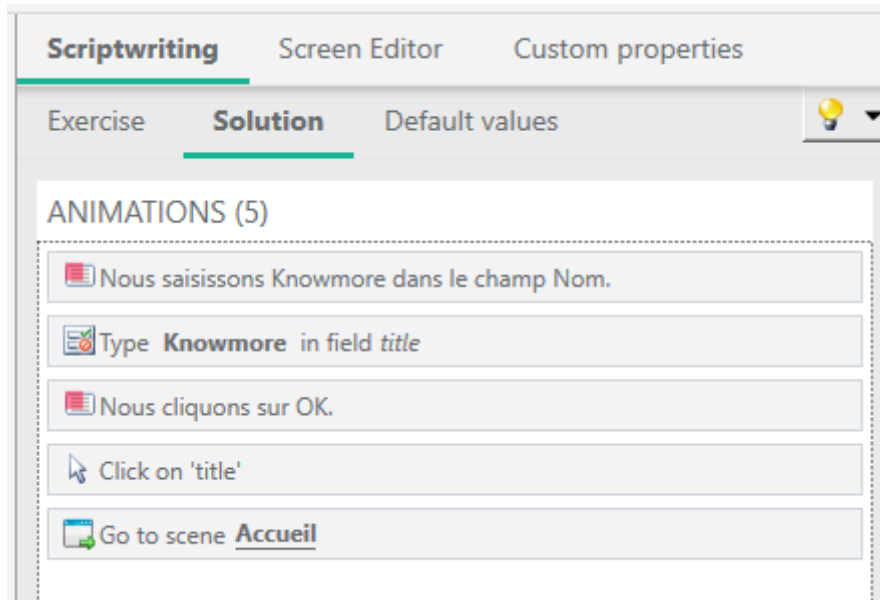 Scriptwriting Screen Editor Custom properties
Exercise Solution Default values
ANIMATIONS (5)
Nous saisissons Knowmore dans le champ Nom.
Type Knowmore in field title
Nous cliquons sur OK.
Click on 'title'
Go to scene Accueil